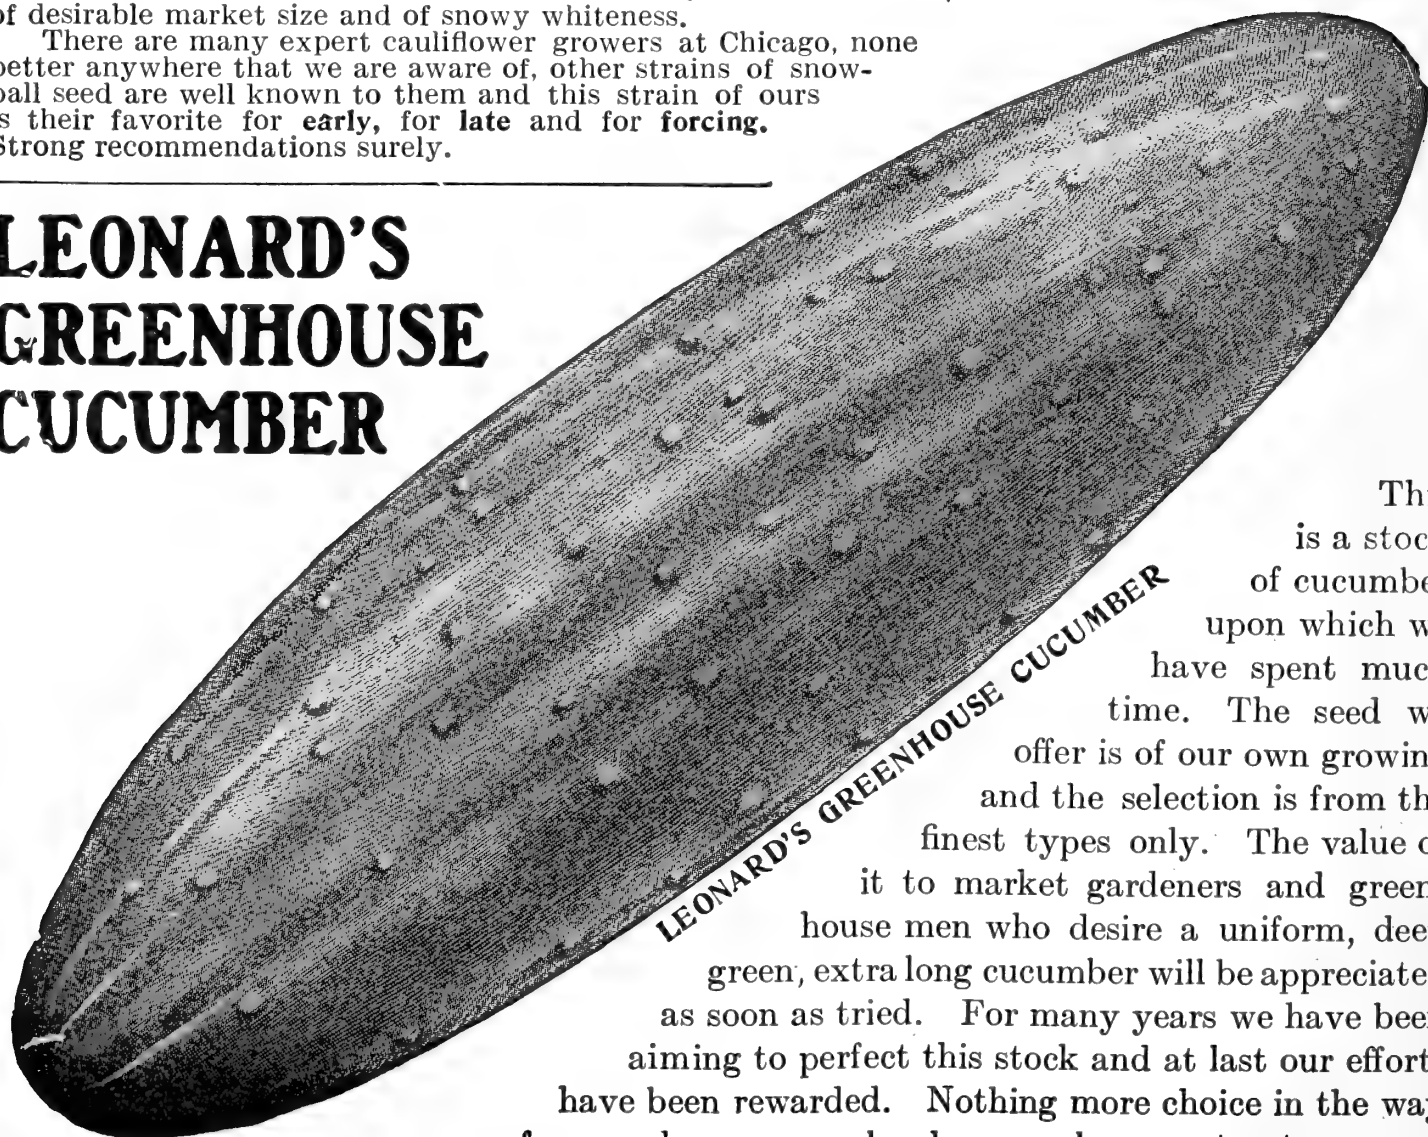 of desirable market size and of snowy whiteness.
There are many expert cauliflower growers at Chicago, none
better anywhere that we are aware of, other strains of snow-
ball seed are well known to them and this strain of ours
is their favorite for early, for late and for forcing.
Strong recommendations surely.
LEONARD'S
GREENHOUSE
CUCUMBER
LEONARD'S GREENHOUSE CUCUMBER
Th
is a stoc
of cucumbe
upon which w
have spent muc
time. The seed w
offer is of our own growin
and the selection is from th
finest types only. The value o
it to market gardeners and green
house men who desire a uniform, dee
green, extra long cucumber will be appreciate
as soon as tried. For many years we have bee
aiming to perfect this stock and at last our effort
have been rewarded. Nothing more choice in the way